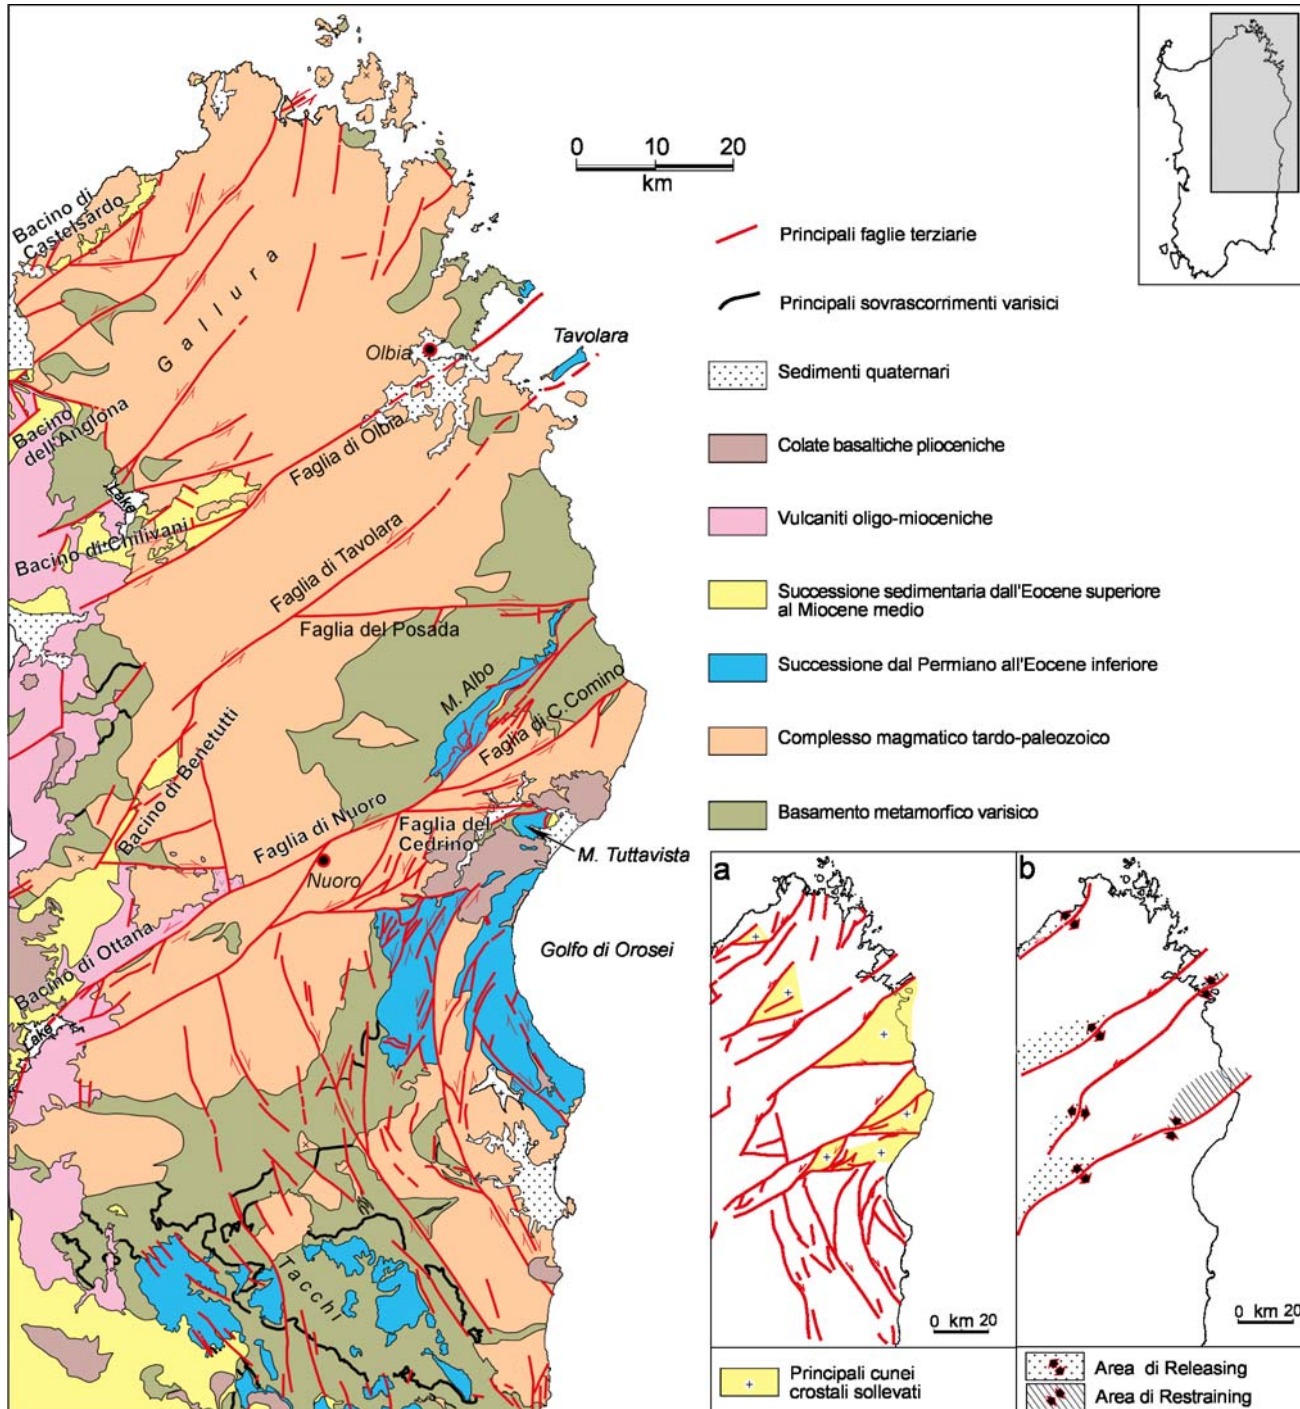 0 10 20
km
Principali faglie terziarie
Principali sovrascorrimenti varisici
Sedimenti quaternari
Colate basaltiche plioceniche
Vulcaniti oligo-mioceniche
Successione sedimentaria dall'Eocene superiore
al Miocene medio
Successione dal Permiano all'Eocene inferiore
Complesso magmatico tardo-paleozoico
Basamento metamorfico varisico
Bacino di
Castelsardo
Gallura
Olbia
Tavolara
Bacino
dell'Anglona
Lake
Faglia di Olbia
Bacino di Chilivani
Faglia di Tavolara
Faglia del Posada
M. Albo
Faglia di C. Comino
Bacino di Benetutti
Faglia di Nuoro
Faglia del
Cedrino
M. Tuttavista
Nuoro
Golfo di Orosei
Bacino di Ottana
Lake
Tacchi
a
0 km 20
Principali cunei
crostali sollevati
b
0 km 20
Area di Releasing
Area di Restraining